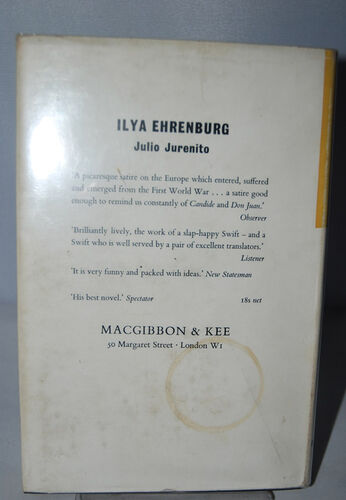 ILYA EHRENBURG
Julio Jurenito
'A picaresque satire on the Europe which entered, suffered
and emerged from the First World War . . . a satire good
enough to remind us constantly of Candide and Don Juan.'
Observer
'Brilliantly lively, the work of a slap-happy Swift – and a
Swift who is well served by a pair of excellent translators.'
Listener
'It is very funny and packed with ideas.' New Statesman
'His best novel.' Spectator 18s net
MACGIBBON & KEE
50 Margaret Street · London W1